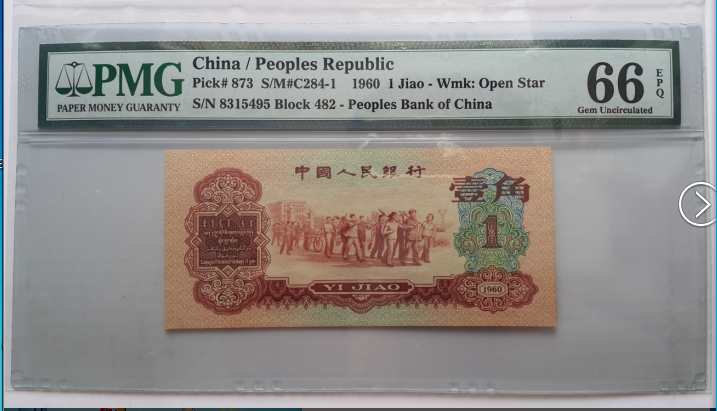 PMG
PAPER MONEY GUARANTY
China / Peoples Republic
Pick# 873 S/M#C284-1 1960 1 Jiao - Wmk: Open Star
S/N 8315495 Block 482 - Peoples Bank of China
66 EPQ
Gem Uncirculated
中國人民銀行
壹角
1
YI JIAO
1960